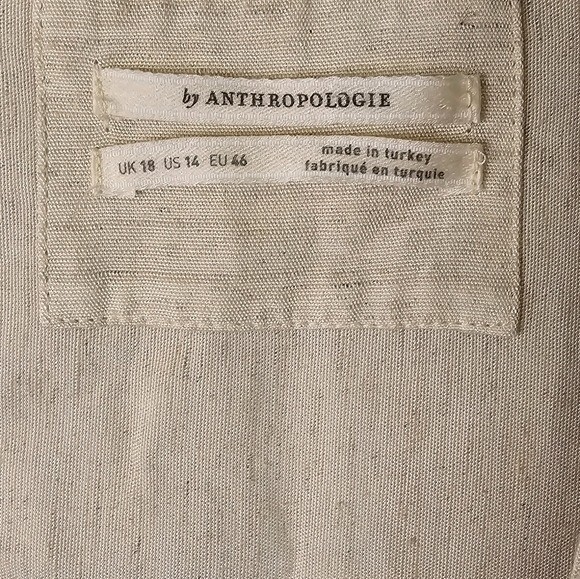 by ANTHROPOLOGIE
UK 18 US 14 EU 46
made in turkey
fabriqué en turquie